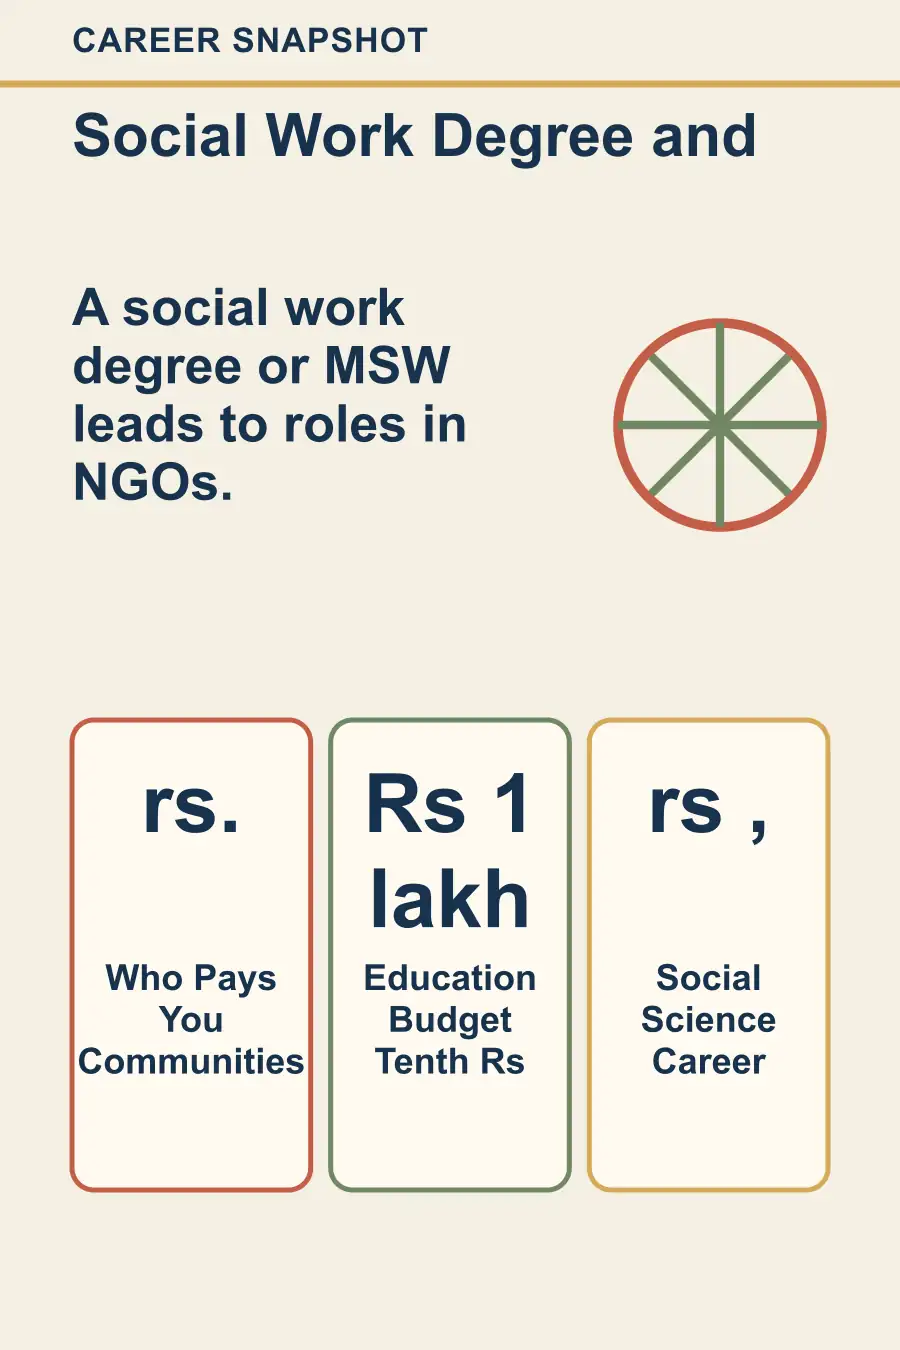 CAREER SNAPSHOT
Social Work Degree and
A social work
degree or MSW
leads to roles in
NGOs.
rs.
Who Pays
You
Communities
Rs 1
lakh
Education
Budget
Tenth Rs
rs ,
Social
Science
Career